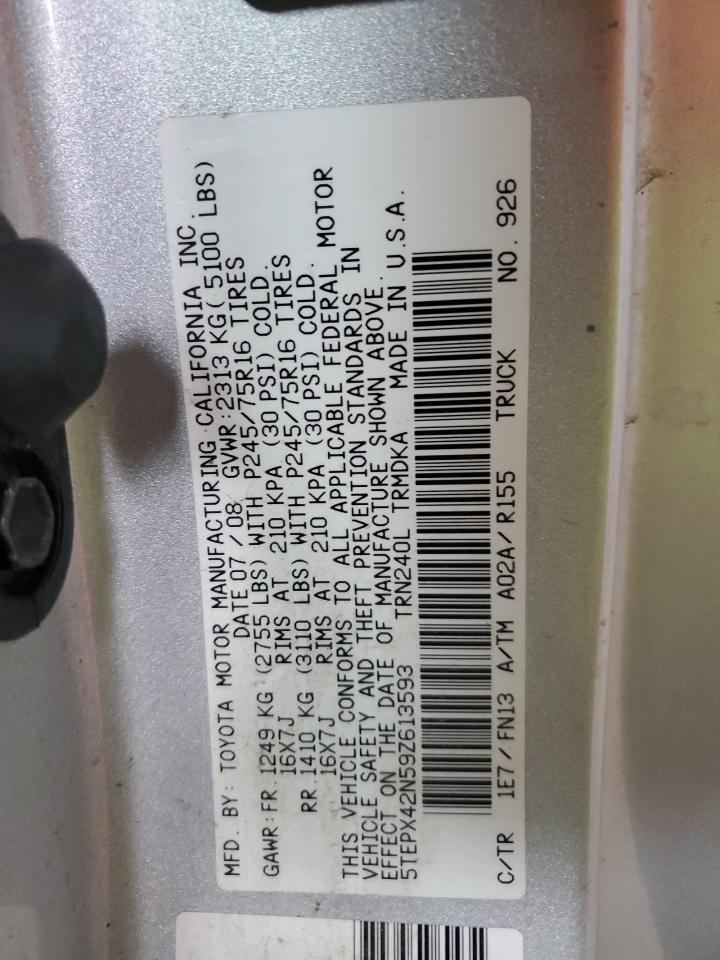 MFD. BY: TOYOTA MOTOR MANUFACTURING CALIFORNIA INC.
DATE 07 / 08 GVWR:2313 KG( 5100 LBS)
GAWR:FR. 1249 KG (2755 LBS) WITH P245/75R16 TIRES
16X7J RIMS AT 210 KPA (30 PSI) COLD.
RR. 1410 KG (3110 LBS) WITH P245/75R16 TIRES
16X7J RIMS AT 210 KPA (30 PSI) COLD.
THIS VEHICLE CONFORMS TO ALL APPLICABLE FEDERAL MOTOR
VEHICLE SAFETY AND THEFT PREVENTION STANDARDS IN
EFFECT ON THE DATE OF MANUFACTURE SHOWN ABOVE.
5TEPX42N59Z613593 TRN240L TRMDKA MADE IN U.S.A.
C/TR 1E7 / FN13 A/TM A02A/ R155 TRUCK NO. 926